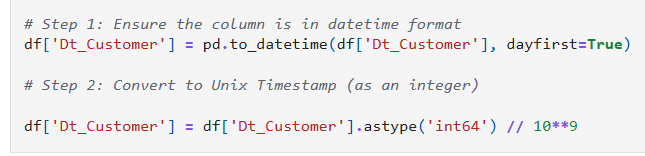 # Step 1: Ensure the column is in datetime format
df['Dt_Customer'] = pd.to_datetime(df['Dt_Customer'], dayfirst=True)
# Step 2: Convert to Unix Timestamp (as an integer)
df['Dt_Customer'] = df['Dt_Customer'].astype('int64') // 10**9